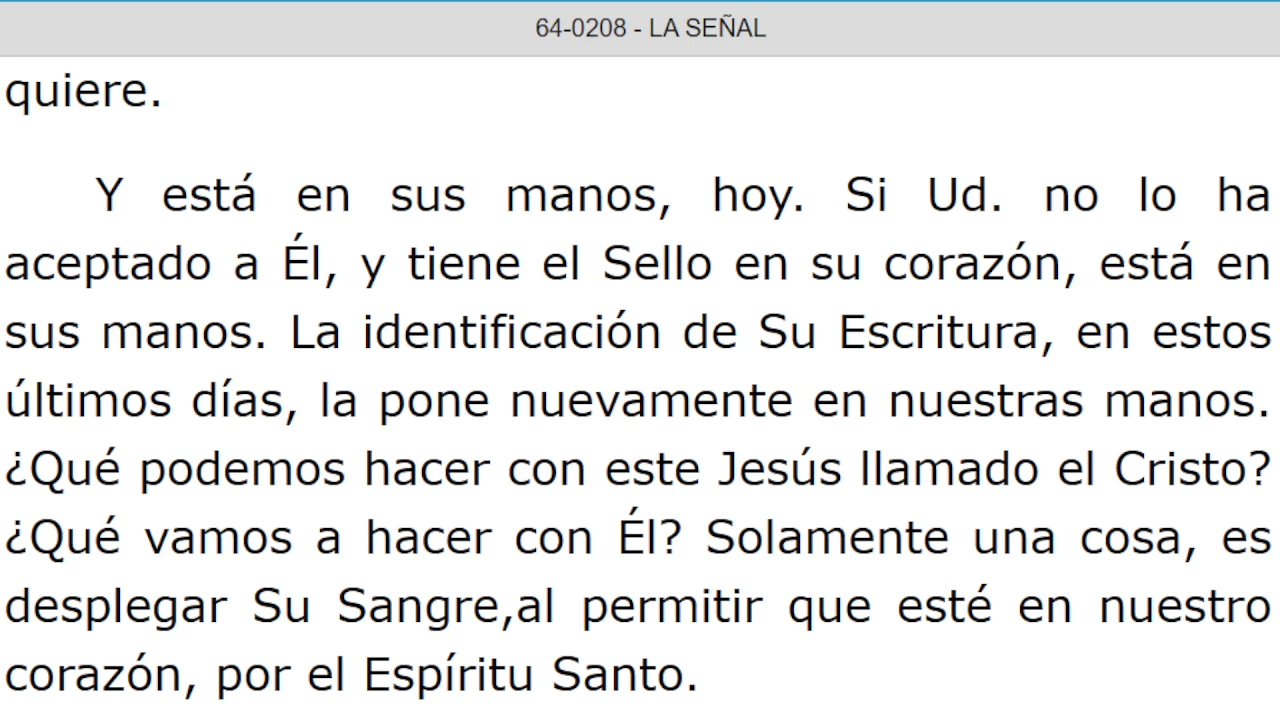 64-0208 - LA SEÑAL
quiere.
Y está en sus manos, hoy. Si Ud. no lo ha
aceptado a Él, y tiene el Sello en su corazón, está en
sus manos. La identificación de Su Escritura, en estos
últimos días, la pone nuevamente en nuestras manos.
¿Qué podemos hacer con este Jesús llamado el Cristo?
¿Qué vamos a hacer con Él? Solamente una cosa, es
desplegar Su Sangre,al permitir que esté en nuestro
corazón, por el Espíritu Santo.